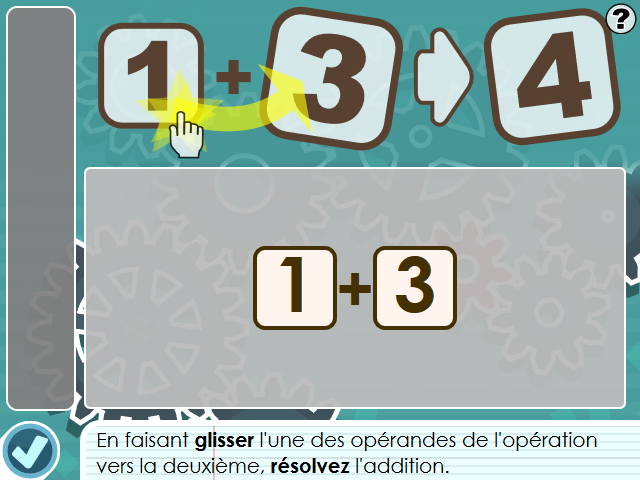 1 + 3 4
?
1+3
En faisant glisser l'une des opérandes de l'opération
vers la deuxième, résolvez l'addition.